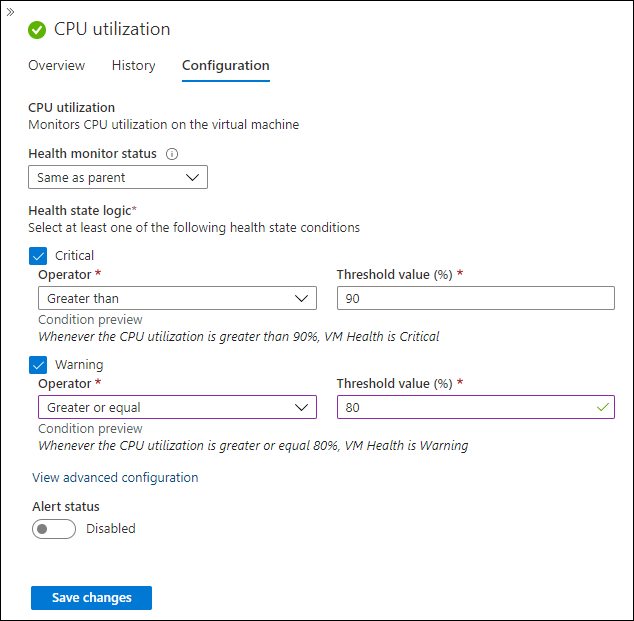 CPU utilization
Overview History Configuration
CPU utilization
Monitors CPU utilization on the virtual machine
Health monitor status
Same as parent
Health state logic*
Select at least one of the following health state conditions
Critical
Operator * Threshold value (%) *
Greater than 90
Condition preview
Whenever the CPU utilization is greater than 90%, VM Health is Critical
Warning
Operator * Threshold value (%) *
Greater or equal 80
Condition preview
Whenever the CPU utilization is greater or equal 80%, VM Health is Warning
View advanced configuration
Alert status
Disabled
Save changes